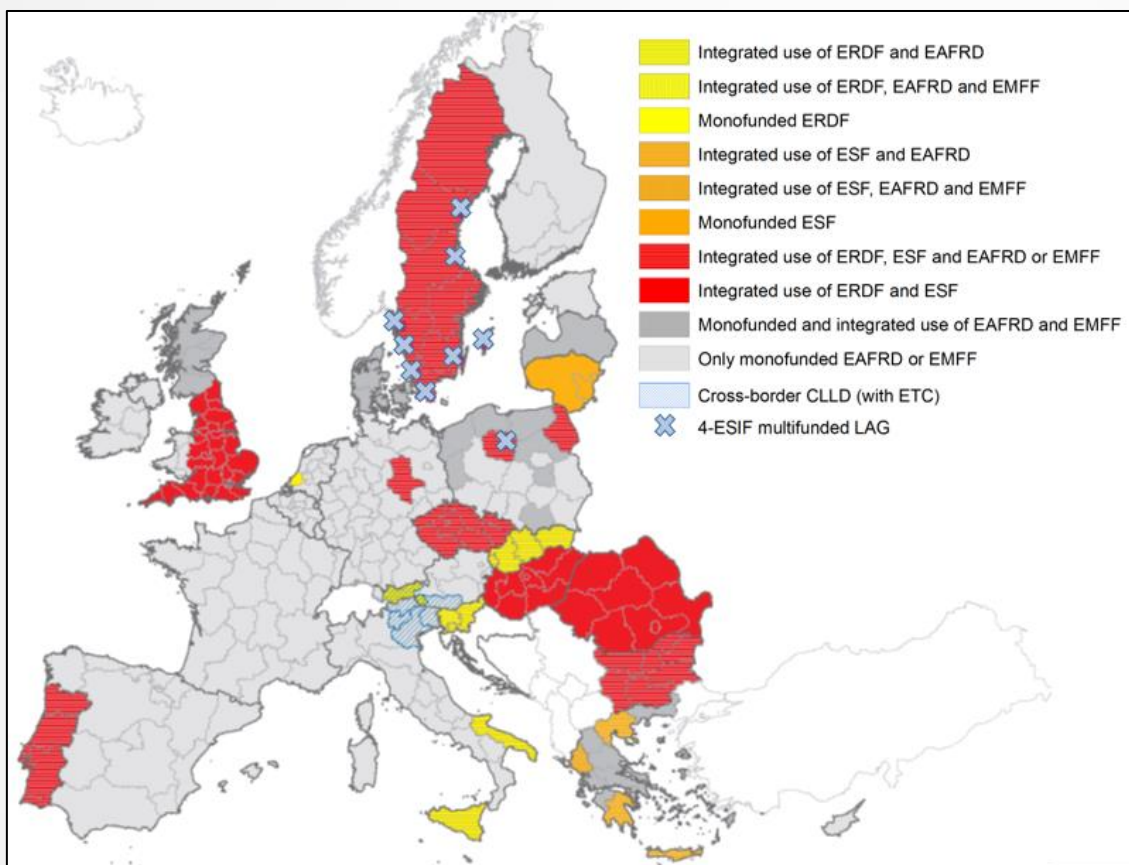 Integrated use of ERDF and EAFRD
Integrated use of ERDF, EAFRD and EMFF
Monofunded ERDF
Integrated use of ESF and EAFRD
Integrated use of ESF, EAFRD and EMFF
Monofunded ESF
Integrated use of ERDF, ESF and EAFRD or EMFF
Integrated use of ERDF and ESF
Monofunded and integrated use of EAFRD and EMFF
Only monofunded EAFRD or EMFF
Cross-border CLLD (with ETC)
4-ESIF multifunded LAG